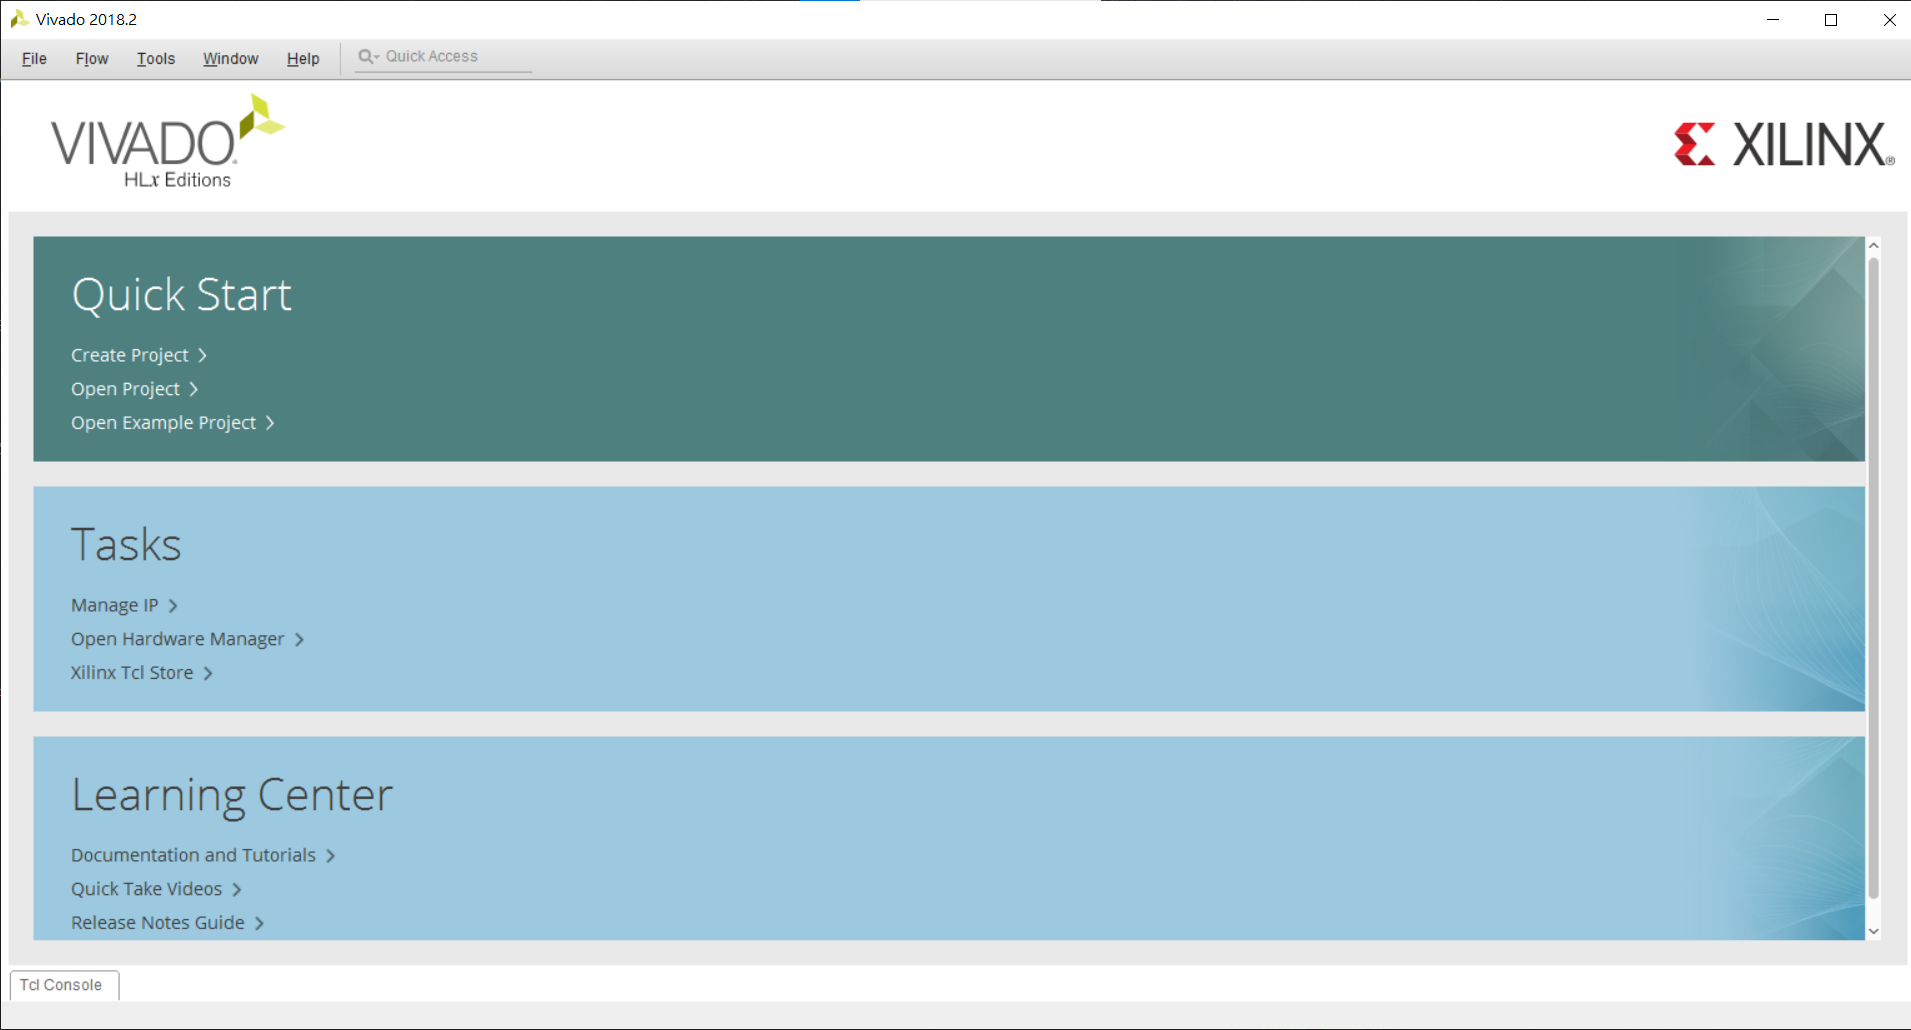 Vivado 2018.2
File Flow Tools Window Help Quick Access
VIVADO®
HLx Editions
XILINX®
Quick Start
Create Project
Open Project
Open Example Project
Tasks
Manage IP
Open Hardware Manager
Xilinx Tcl Store
Learning Center
Documentation and Tutorials
Quick Take Videos
Release Notes Guide
Tcl Console